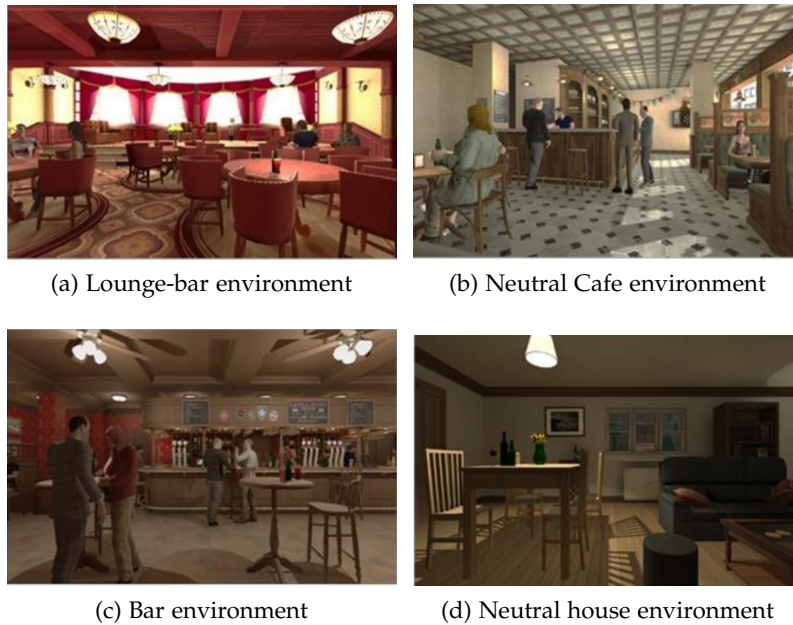 (a) Lounge-bar environment
(b) Neutral Cafe environment
(c) Bar environment
(d) Neutral house environment